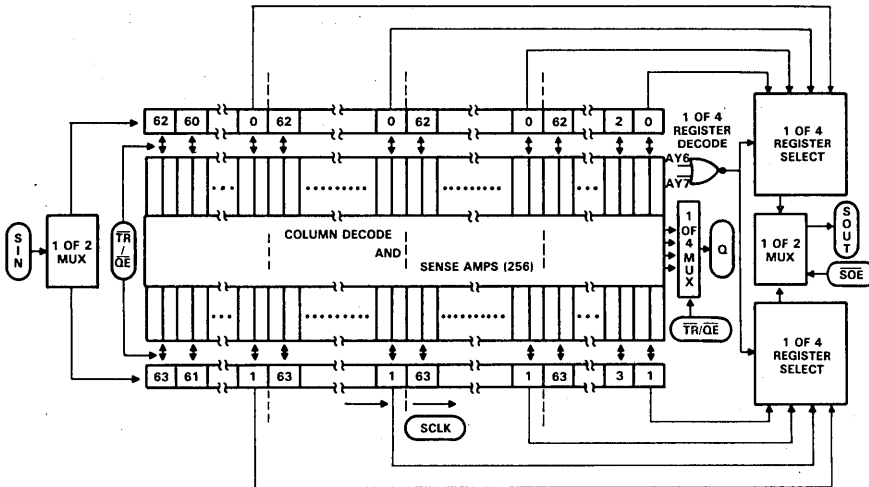 62 60 0 62 0 62 0 62 2 0
1 OF 4
REGISTER
DECODE
1 OF 4
REGISTER
SELECT
AY6
AY7
SIN
1 OF 2
MUX
TR
/
QE
COLUMN DECODE
AND
SENSE AMPS (256)
1
OF
4
MUX
Q
1 OF 2
MUX
SOUT
SOE
TR/QE
1 OF 4
REGISTER
SELECT
63 61 1 63 1 63 1 63 3 1
SCLK